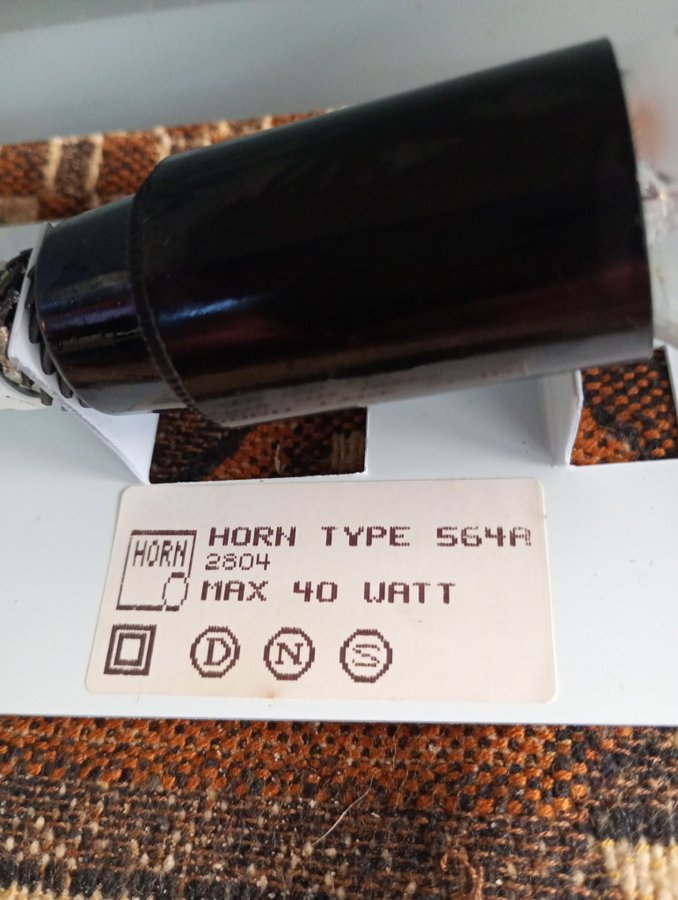 HORN TYPE 564A
HORN
2804
MAX 40 WATT
D N S